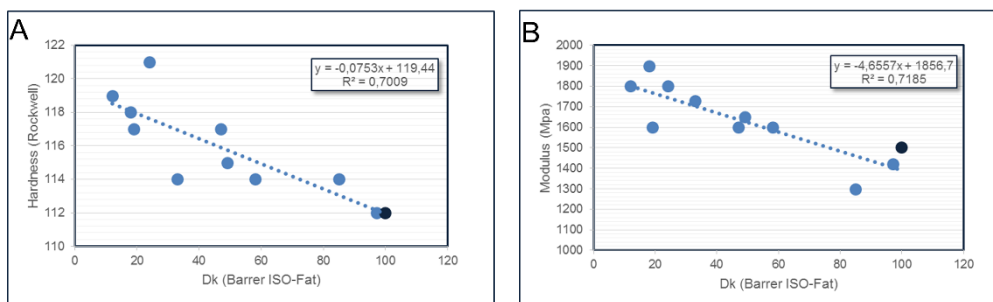 A
122
120
118
116
114
112
110
Hardness (Rockwell)
y = -0,0753x + 119,44
R² = 0,7009
0 20 40 60 80 100 120
Dk (Barrer ISO-Fat)
B
2000
1900
1800
1700
1600
1500
1400
1300
1200
1100
1000
Modulus (Mpa)
y = -4,6557x + 1856,7
R² = 0,7185
0 20 40 60 80 100 120
Dk (Barrer ISO-Fat)